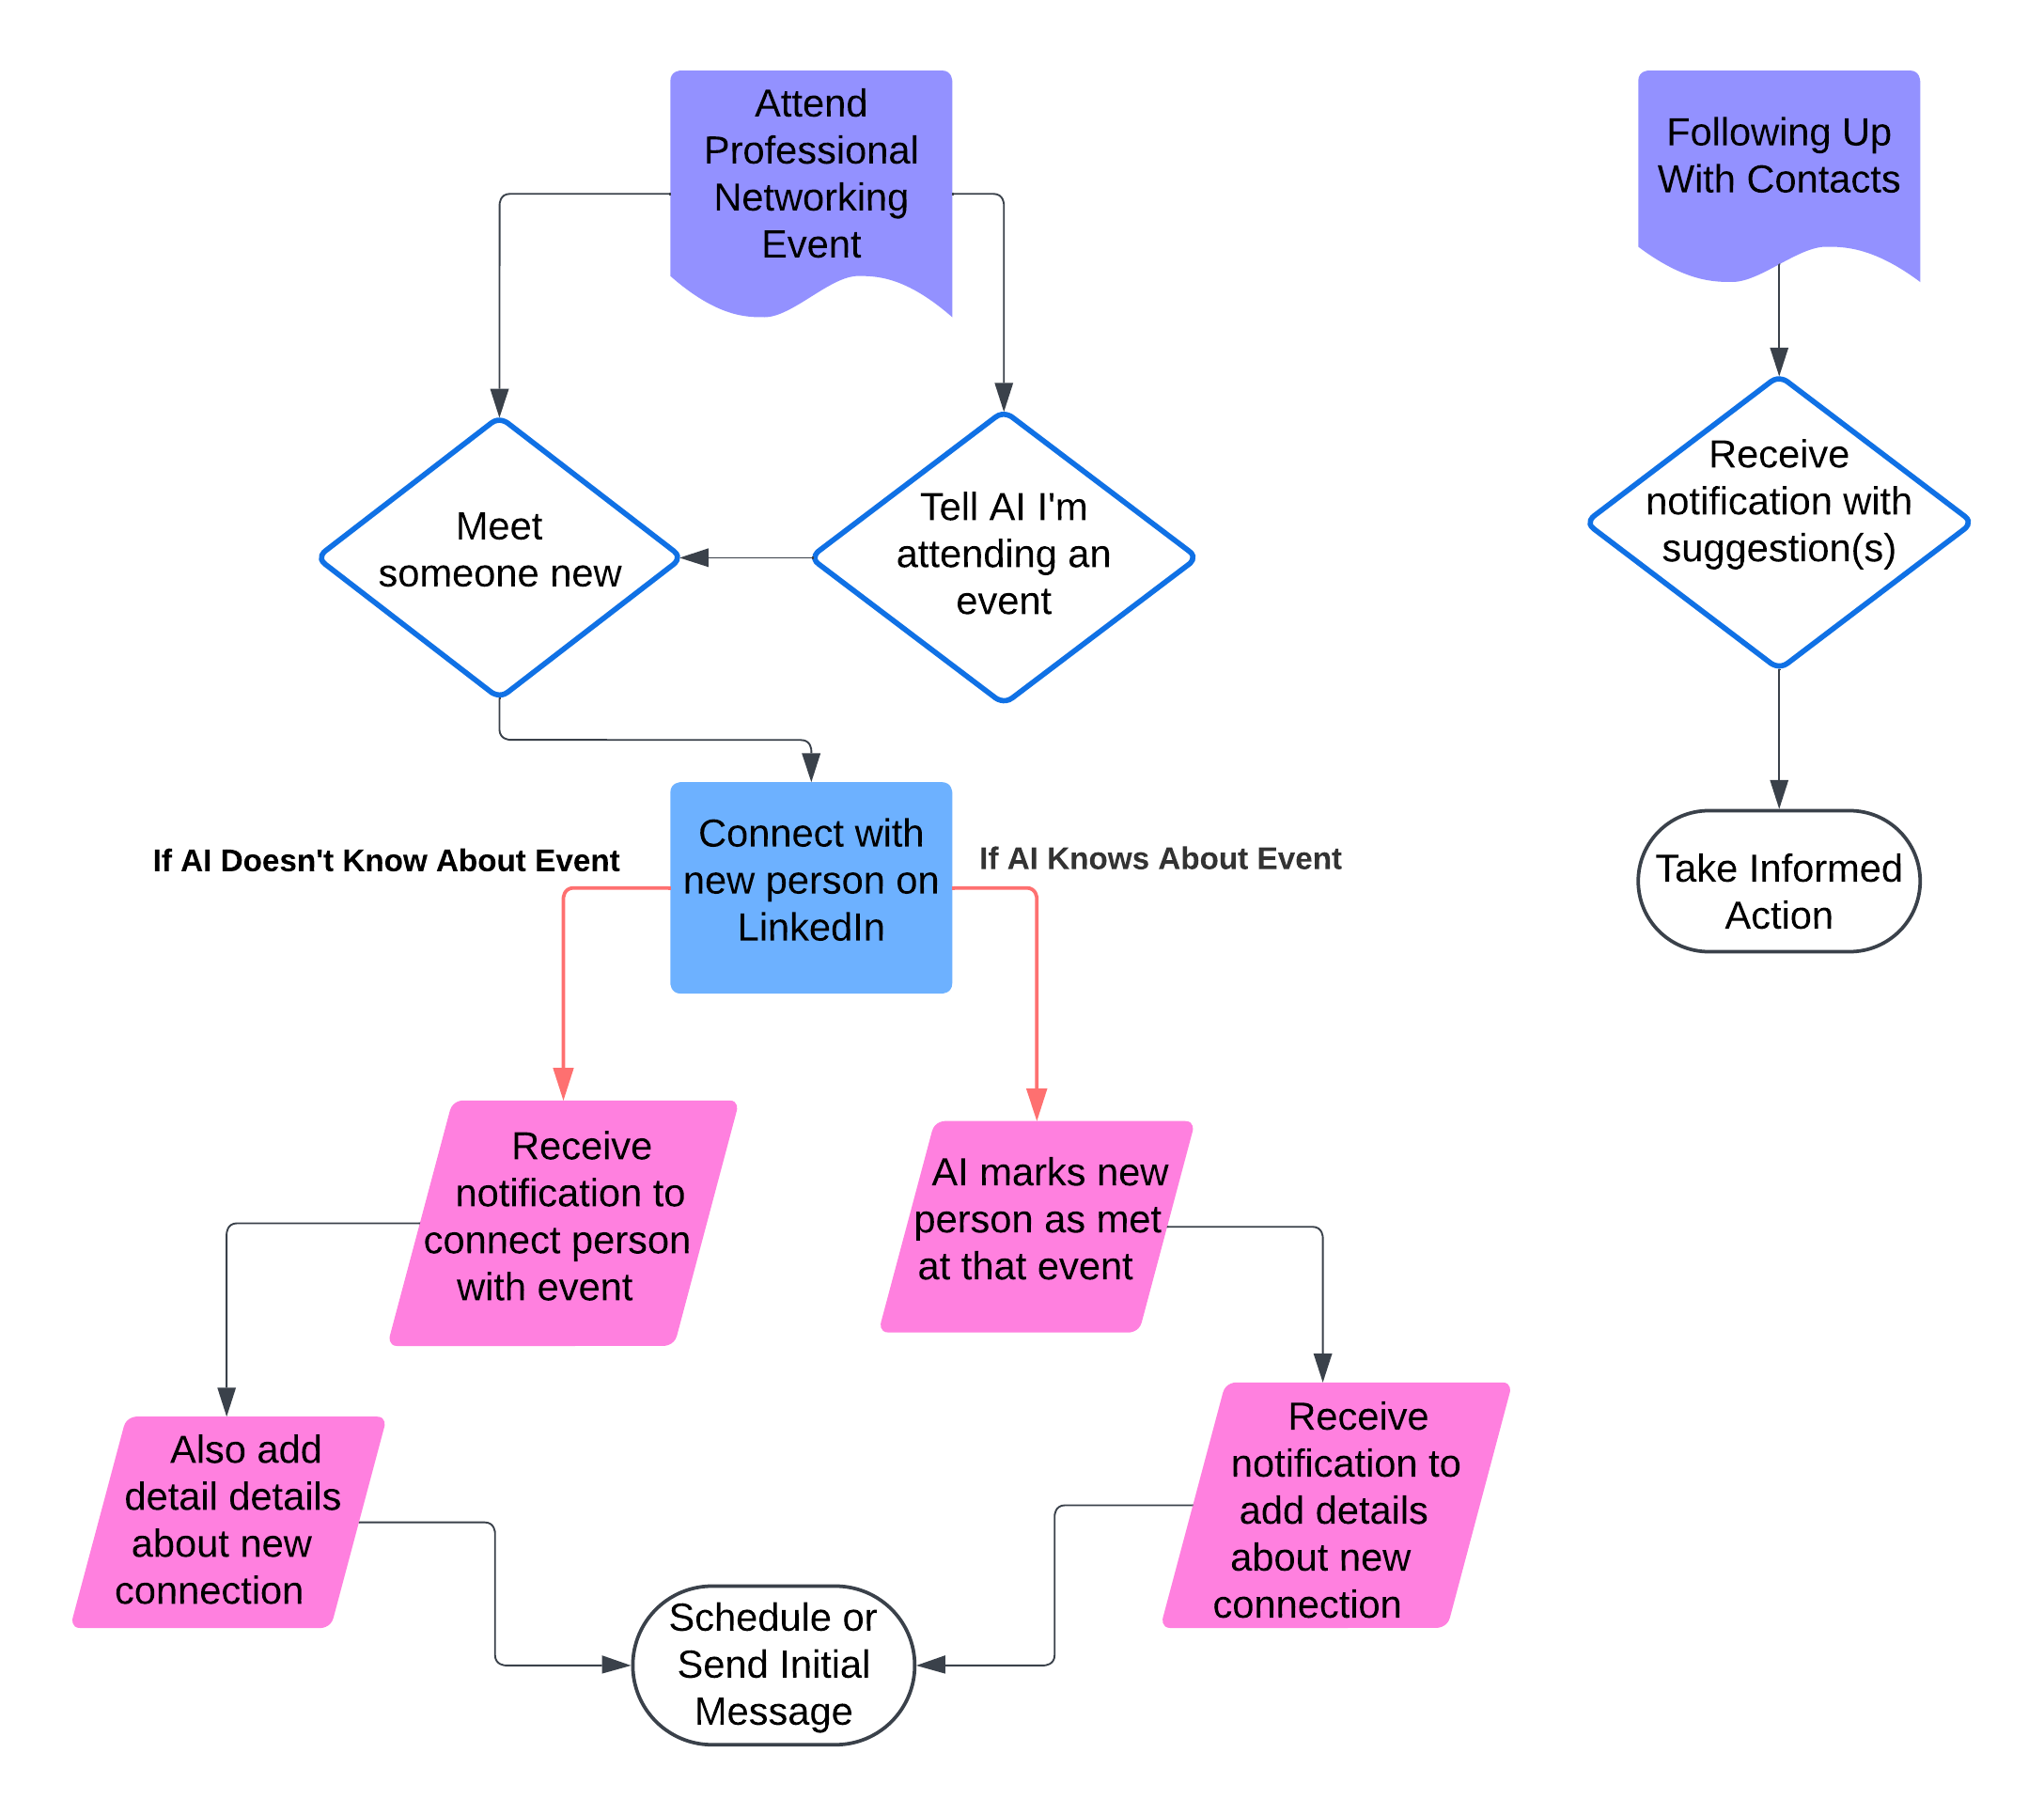 Attend
Professional
Networking
Event
Following Up
With Contacts
Meet
someone new
Tell AI I'm
attending an
event
Receive
notification with
suggestion(s)
If AI Doesn't Know About Event
Connect with
new person on
LinkedIn
If AI Knows About Event
Take Informed
Action
Receive
notification to
connect person
with event
AI marks new
person as met
at that event
Also add
detail details
about new
connection
Receive
notification to
add details
about new
connection
Schedule or
Send Initial
Message